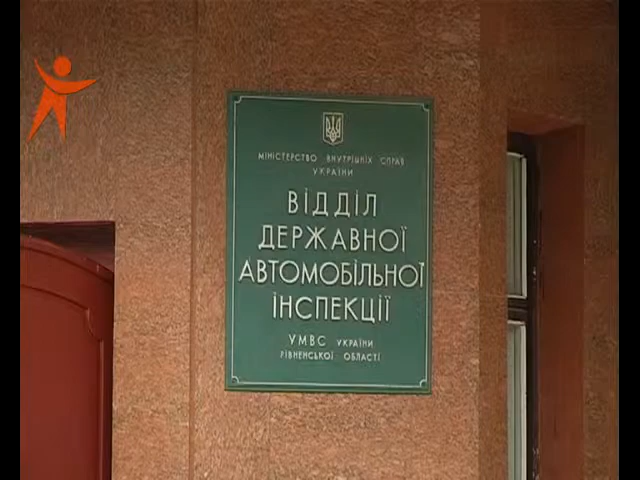 МІНІСТЕРСТВО ВНУТРІШНІХ СПРАВ
УКРАЇНИ
ВІДДІЛ
ДЕРЖАВНОЇ
АВТОМОБІЛЬНОЇ
ІНСПЕКЦІЇ
УМВС УКРАЇНИ
РІВНЕНСЬКОЇ ОБЛАСТІ